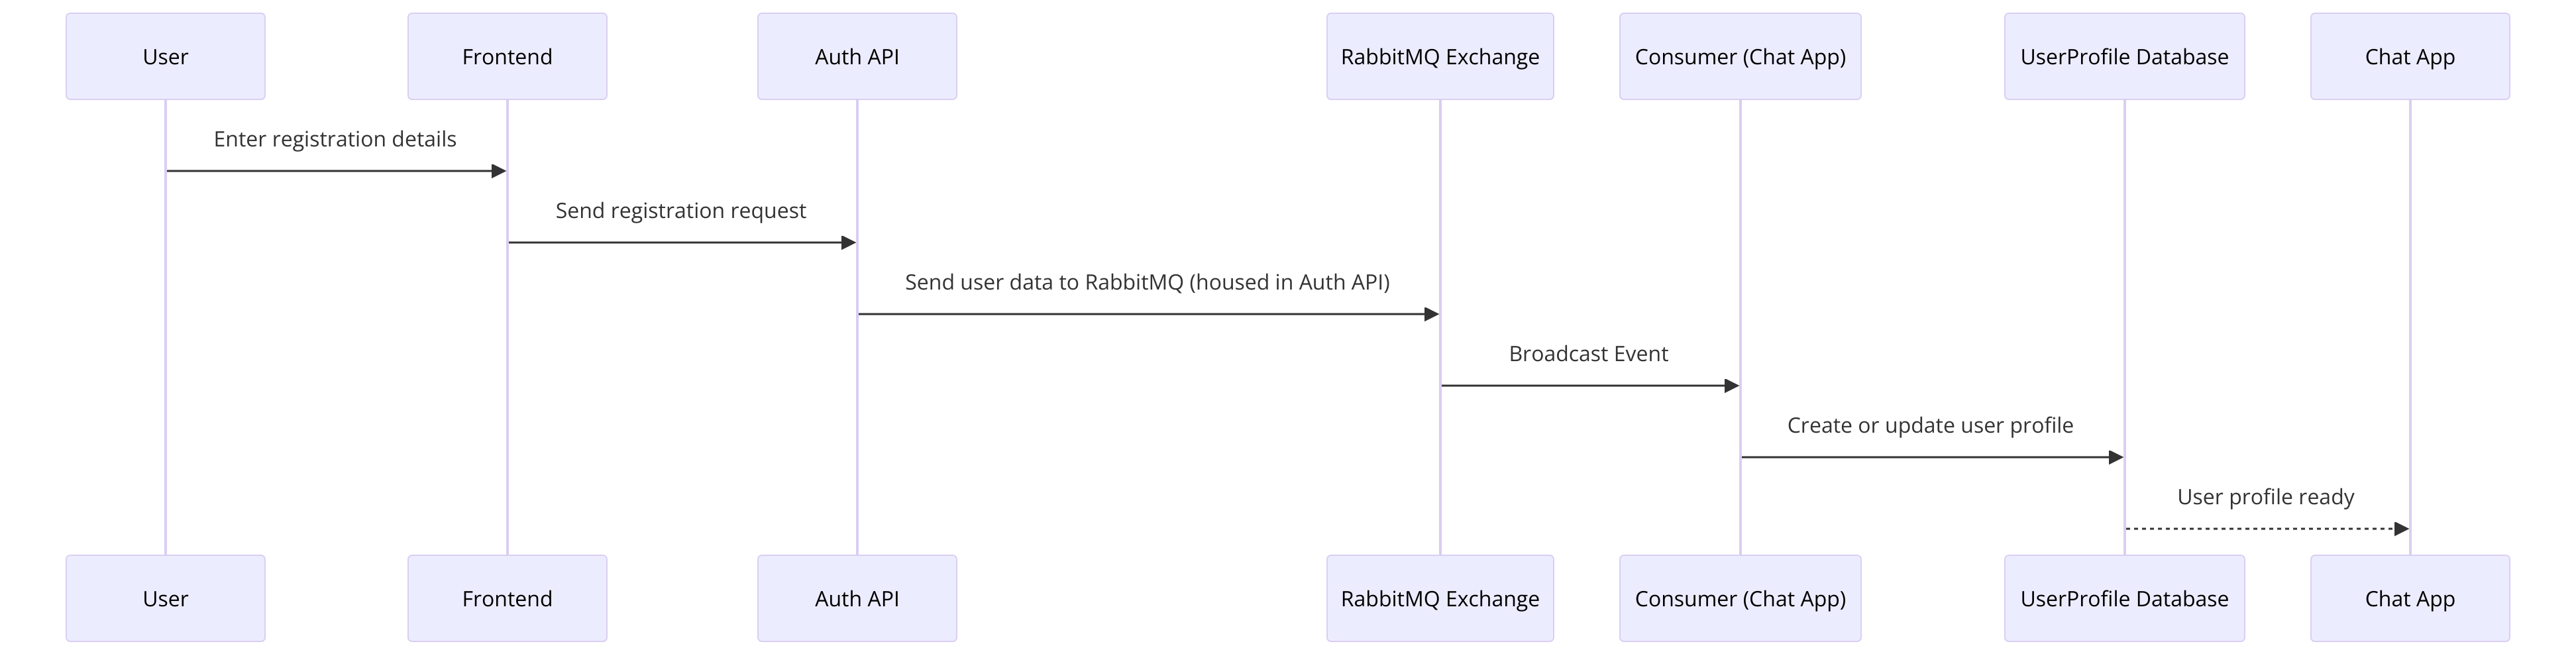 User
Frontend
Auth API
RabbitMQ Exchange
Consumer (Chat App)
UserProfile Database
Chat App
Enter registration details
Send registration request
Send user data to RabbitMQ (housed in Auth API)
Broadcast Event
Create or update user profile
User profile ready
User
Frontend
Auth API
RabbitMQ Exchange
Consumer (Chat App)
UserProfile Database
Chat App